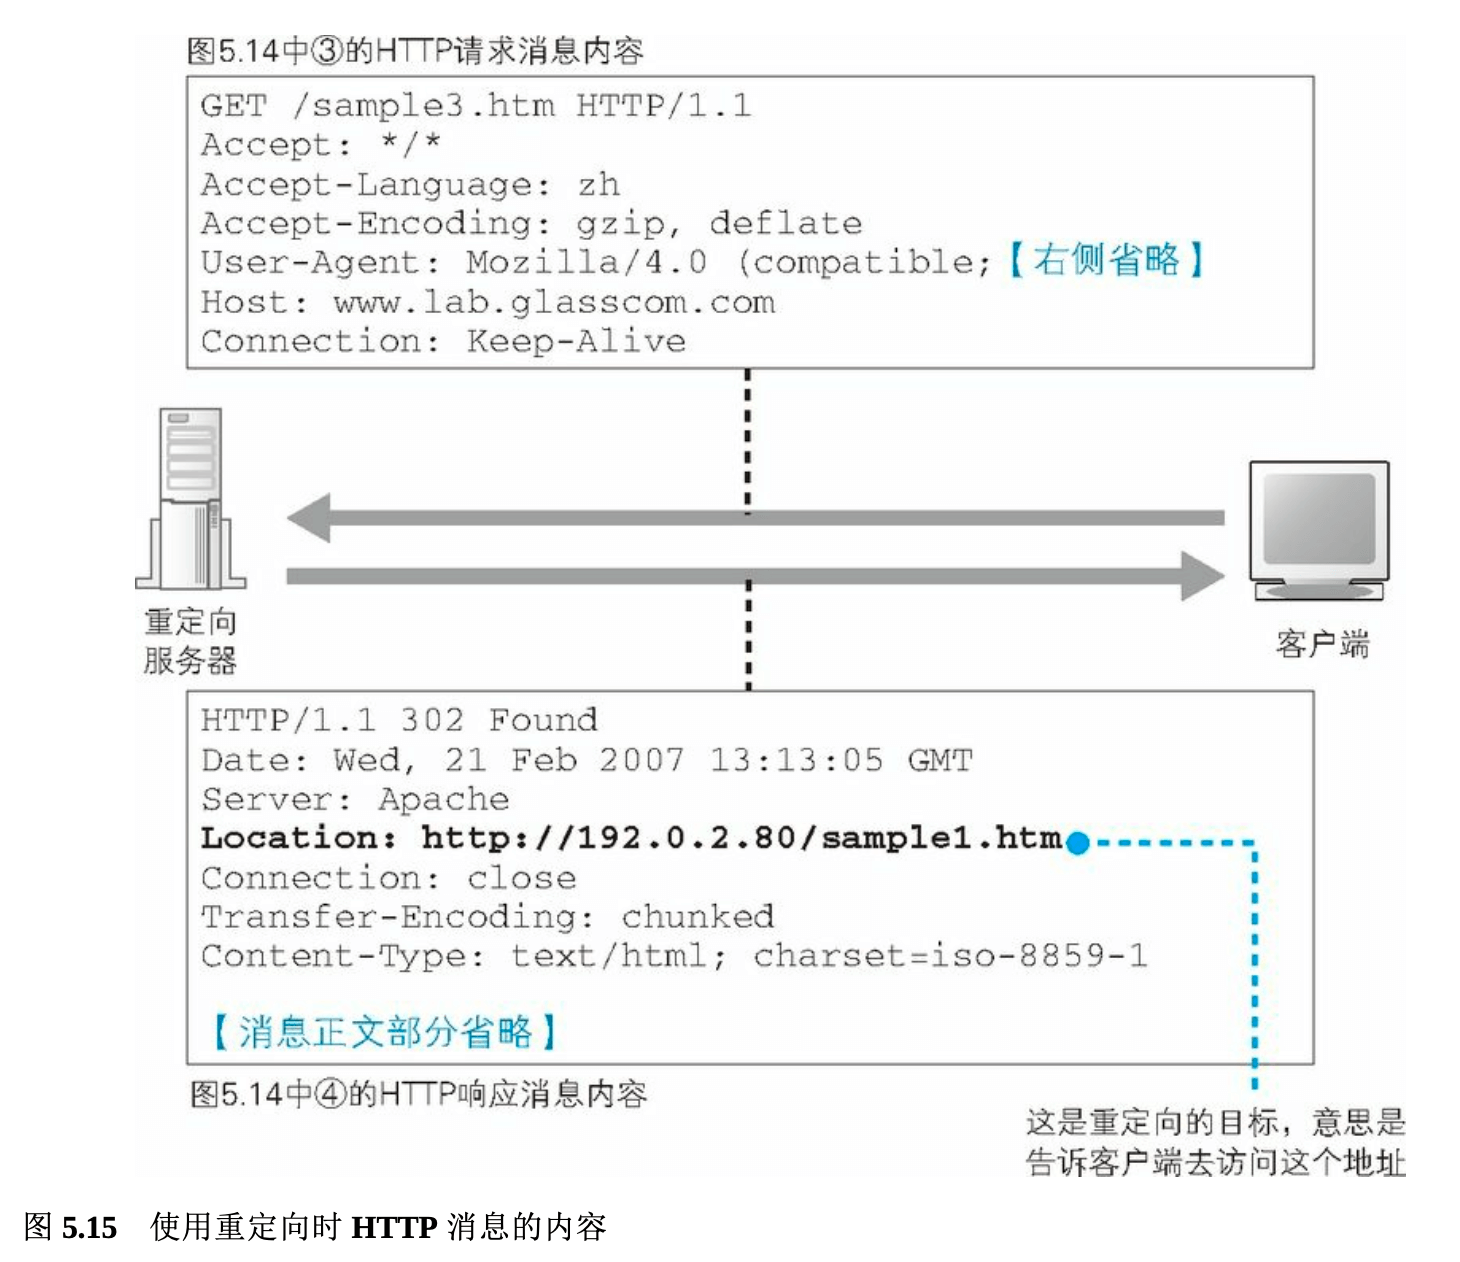 图5.14中③的HTTP请求消息内容
GET /sample3.htm HTTP/1.1
Accept: */*
Accept-Language: zh
Accept-Encoding: gzip, deflate
User-Agent: Mozilla/4.0 (compatible;【右侧省略】
Host: www.lab.glasscom.com
Connection: Keep-Alive
重定向
服务器
客户端
HTTP/1.1 302 Found
Date: Wed, 21 Feb 2007 13:13:05 GMT
Server: Apache
Location: http://192.0.2.80/sample1.htm
Connection: close
Transfer-Encoding: chunked
Content-Type: text/html; charset=iso-8859-1
【消息正文部分省略】
图5.14中④的HTTP响应消息内容
这是重定向的目标，意思是
告诉客户端去访问这个地址
图 5.15 使用重定向时 HTTP 消息的内容